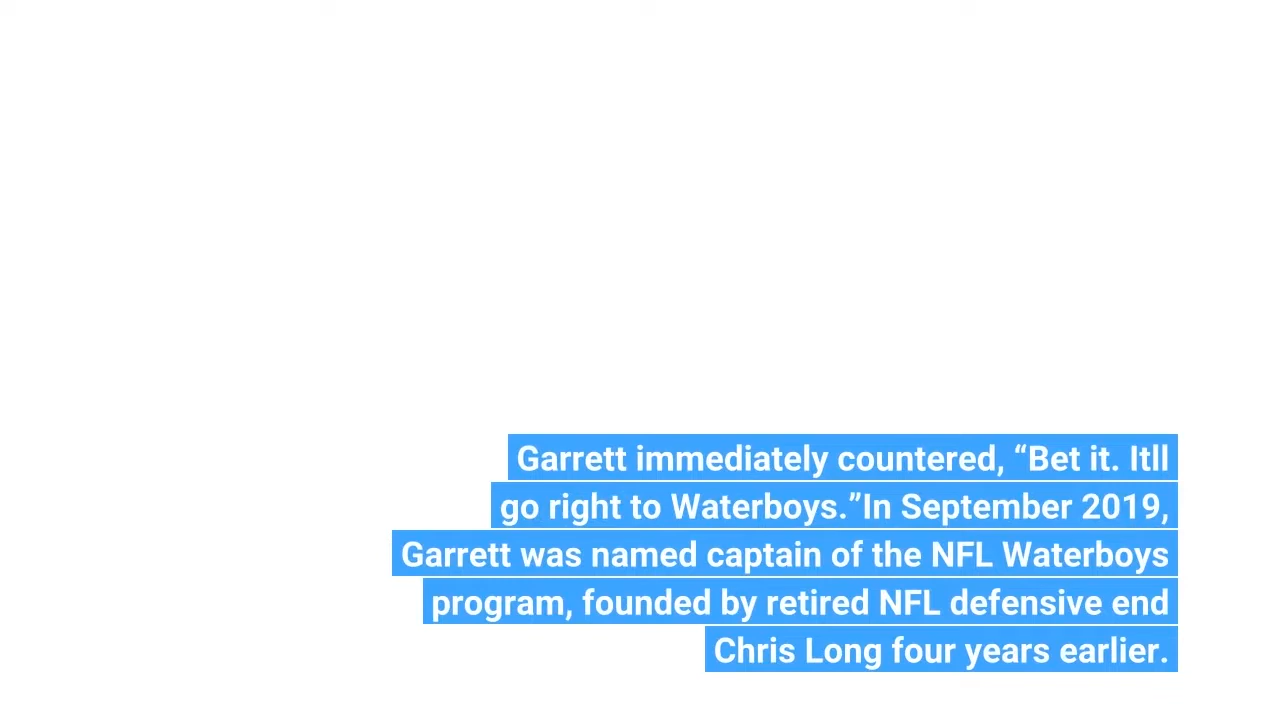 Garrett immediately countered, “Bet it. Itll
go right to Waterboys.”In September 2019,
Garrett was named captain of the NFL Waterboys
program, founded by retired NFL defensive end
Chris Long four years earlier.